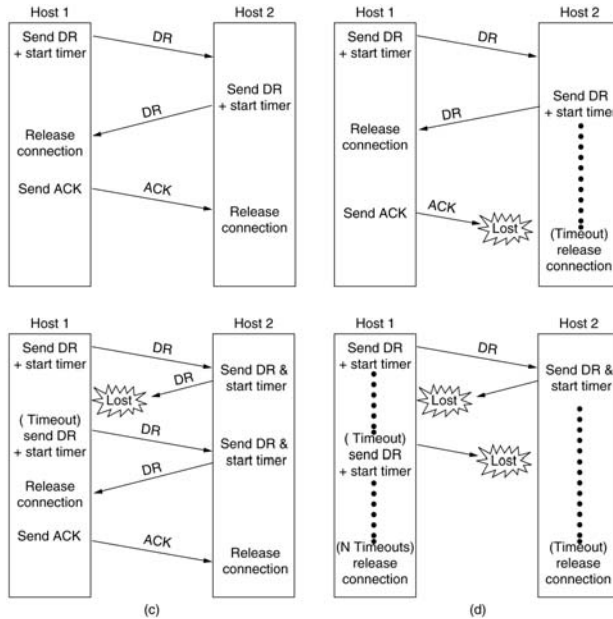 Host 1
Host 2
Send DR
+ start timer
DR
Send DR
+ start timer
DR
Release
connection
Send ACK
ACK
Release
connection
Host 1
Host 2
Send DR
+ start timer
DR
Send DR
+ start timer
DR
Release
connection
Send ACK
ACK
Lost
(Timeout)
release
connection
Host 1
Host 2
Send DR
+ start timer
DR
Send DR &
start timer
DR
Lost
( Timeout)
send DR
+ start timer
DR
Send DR &
start timer
DR
Release
connection
Send ACK
ACK
Release
connection
(c)
Host 1
Host 2
Send DR
+ start timer
DR
Send DR &
start timer
Lost
( Timeout)
send DR
+ start timer
Lost
(N Timeouts)
release
connection
(Timeout)
release
connection
(d)